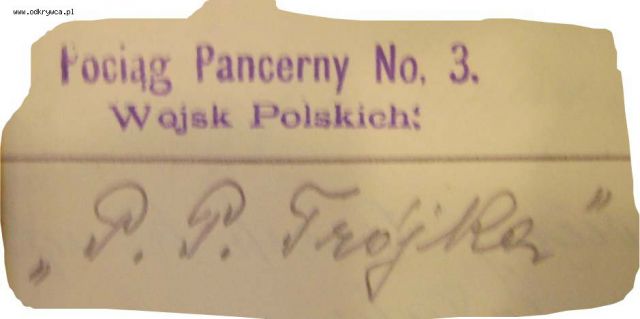 www.odkrywca.pl
Pociąg Pancerny No. 3.
Wojsk Polskich:
„P. P. Trójka"